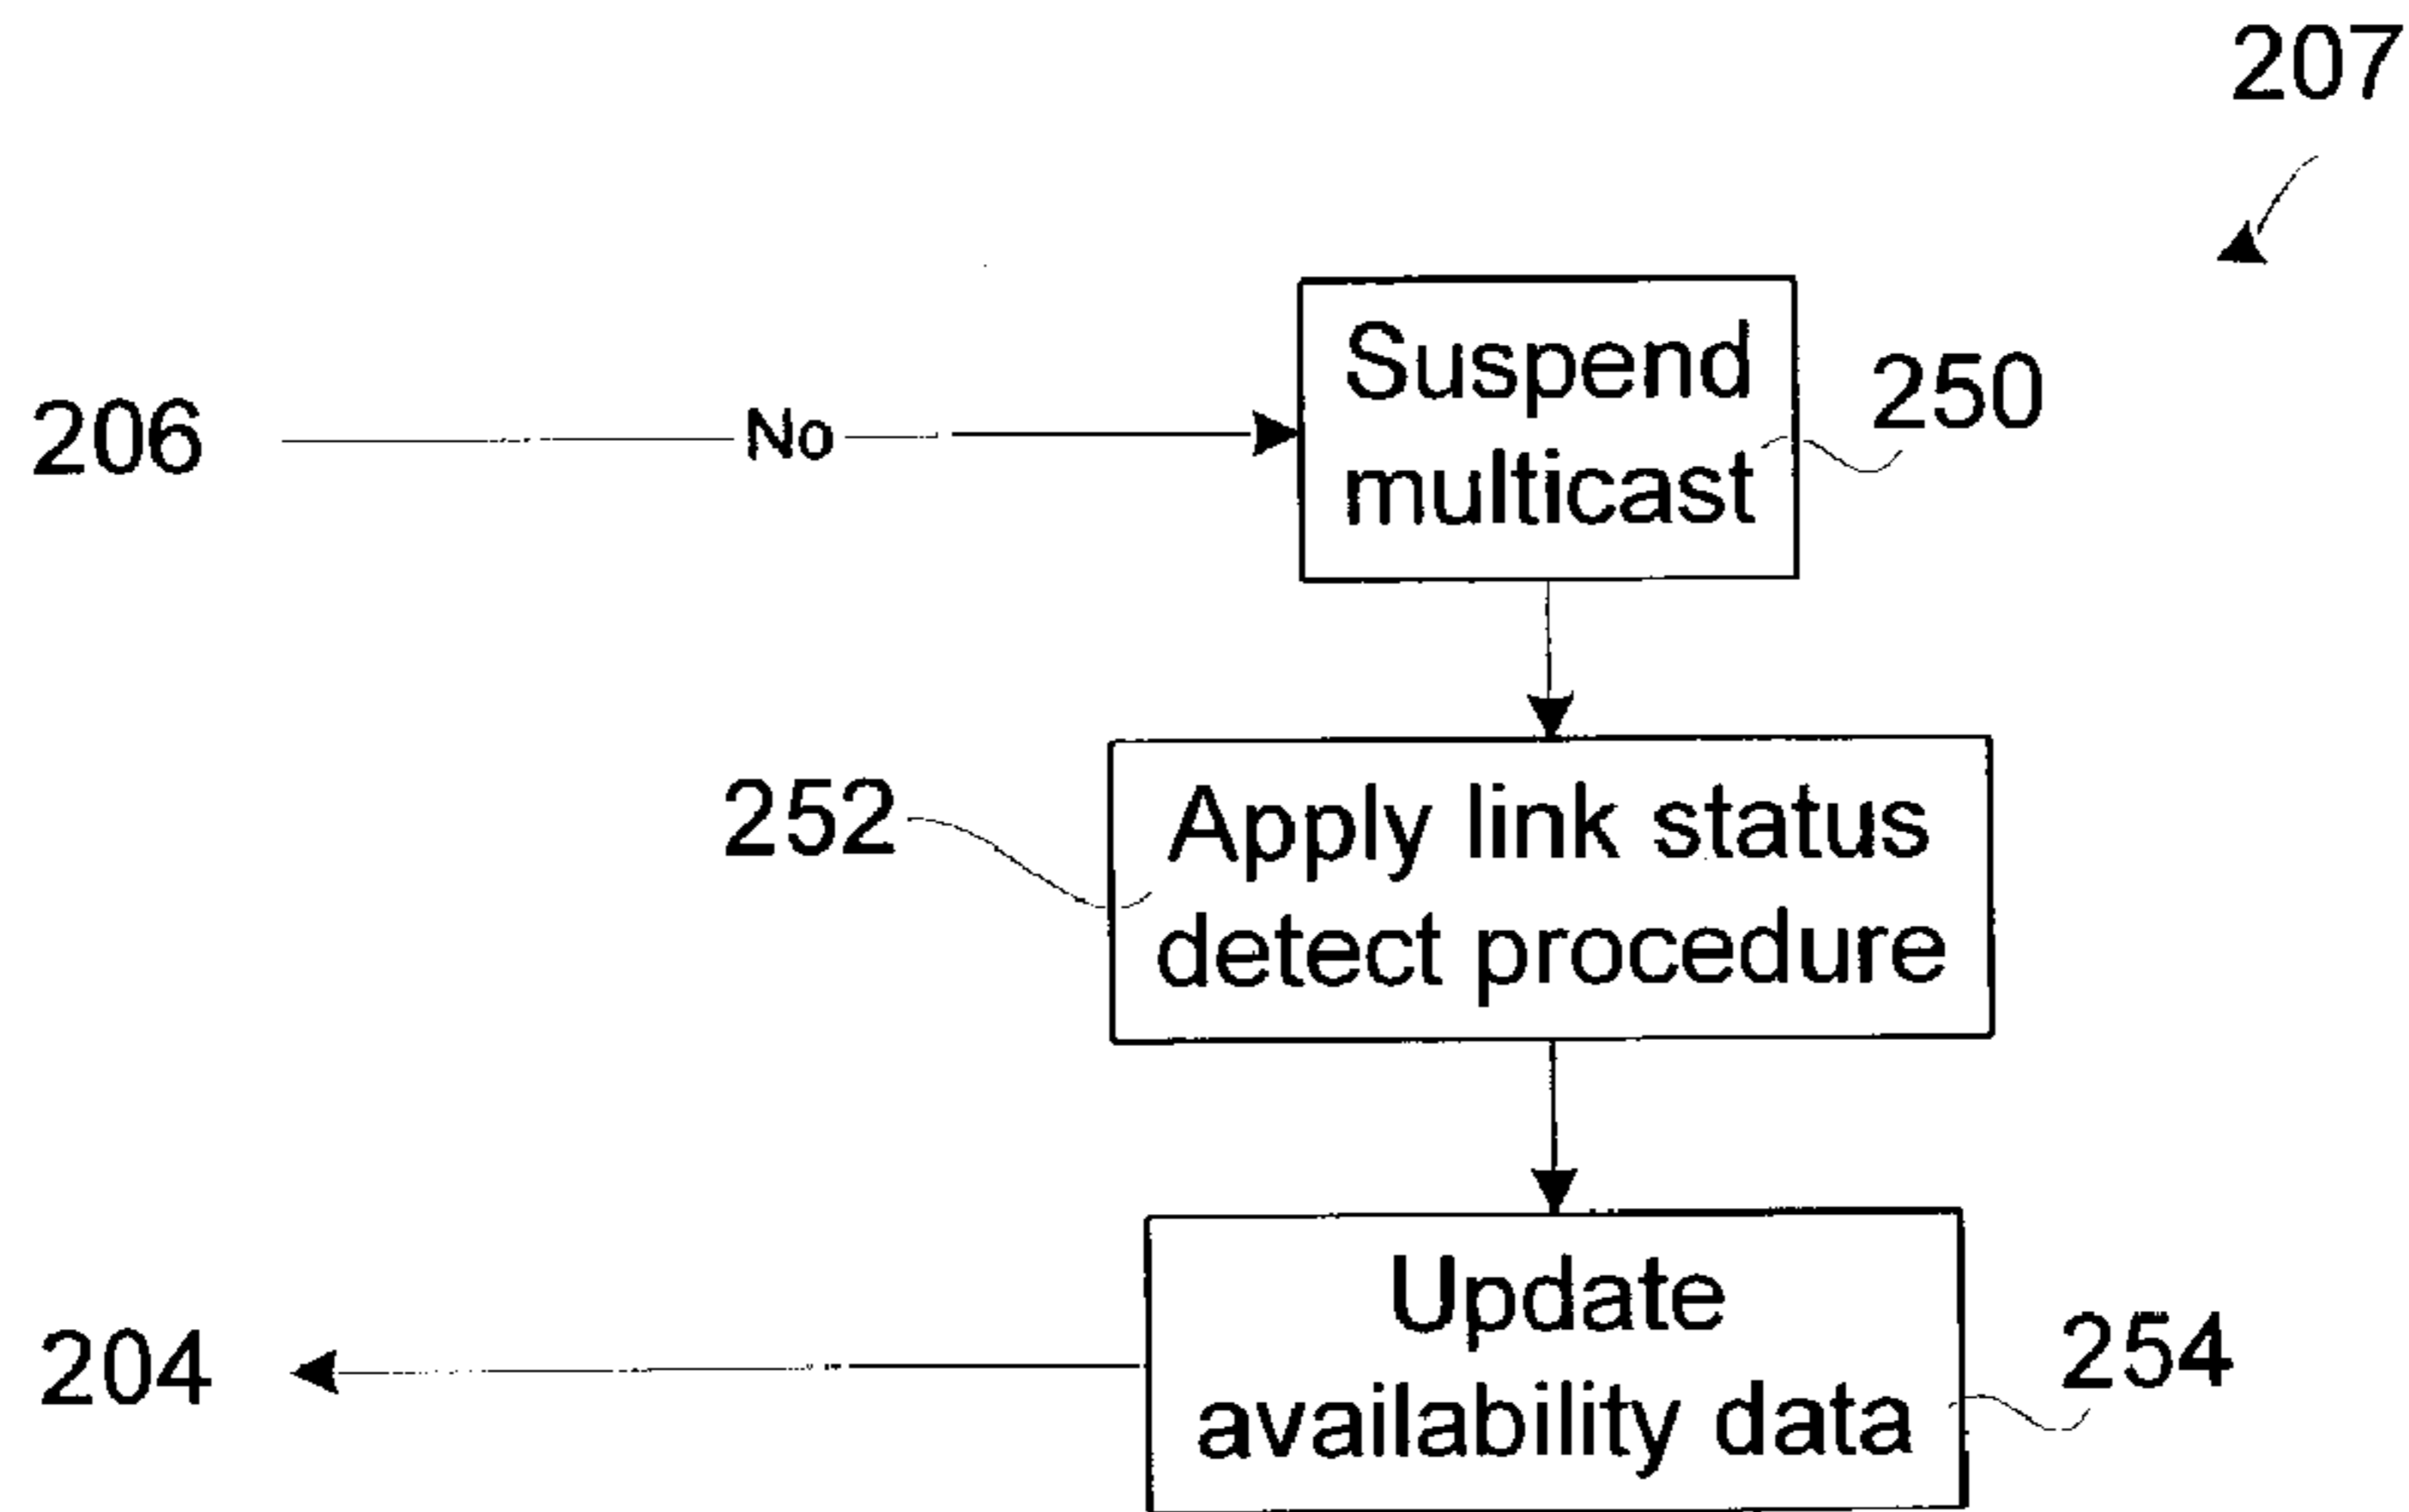 207
Suspend
multicast
250
206
No
252
Apply link status
detect procedure
Update
availability data
254
204